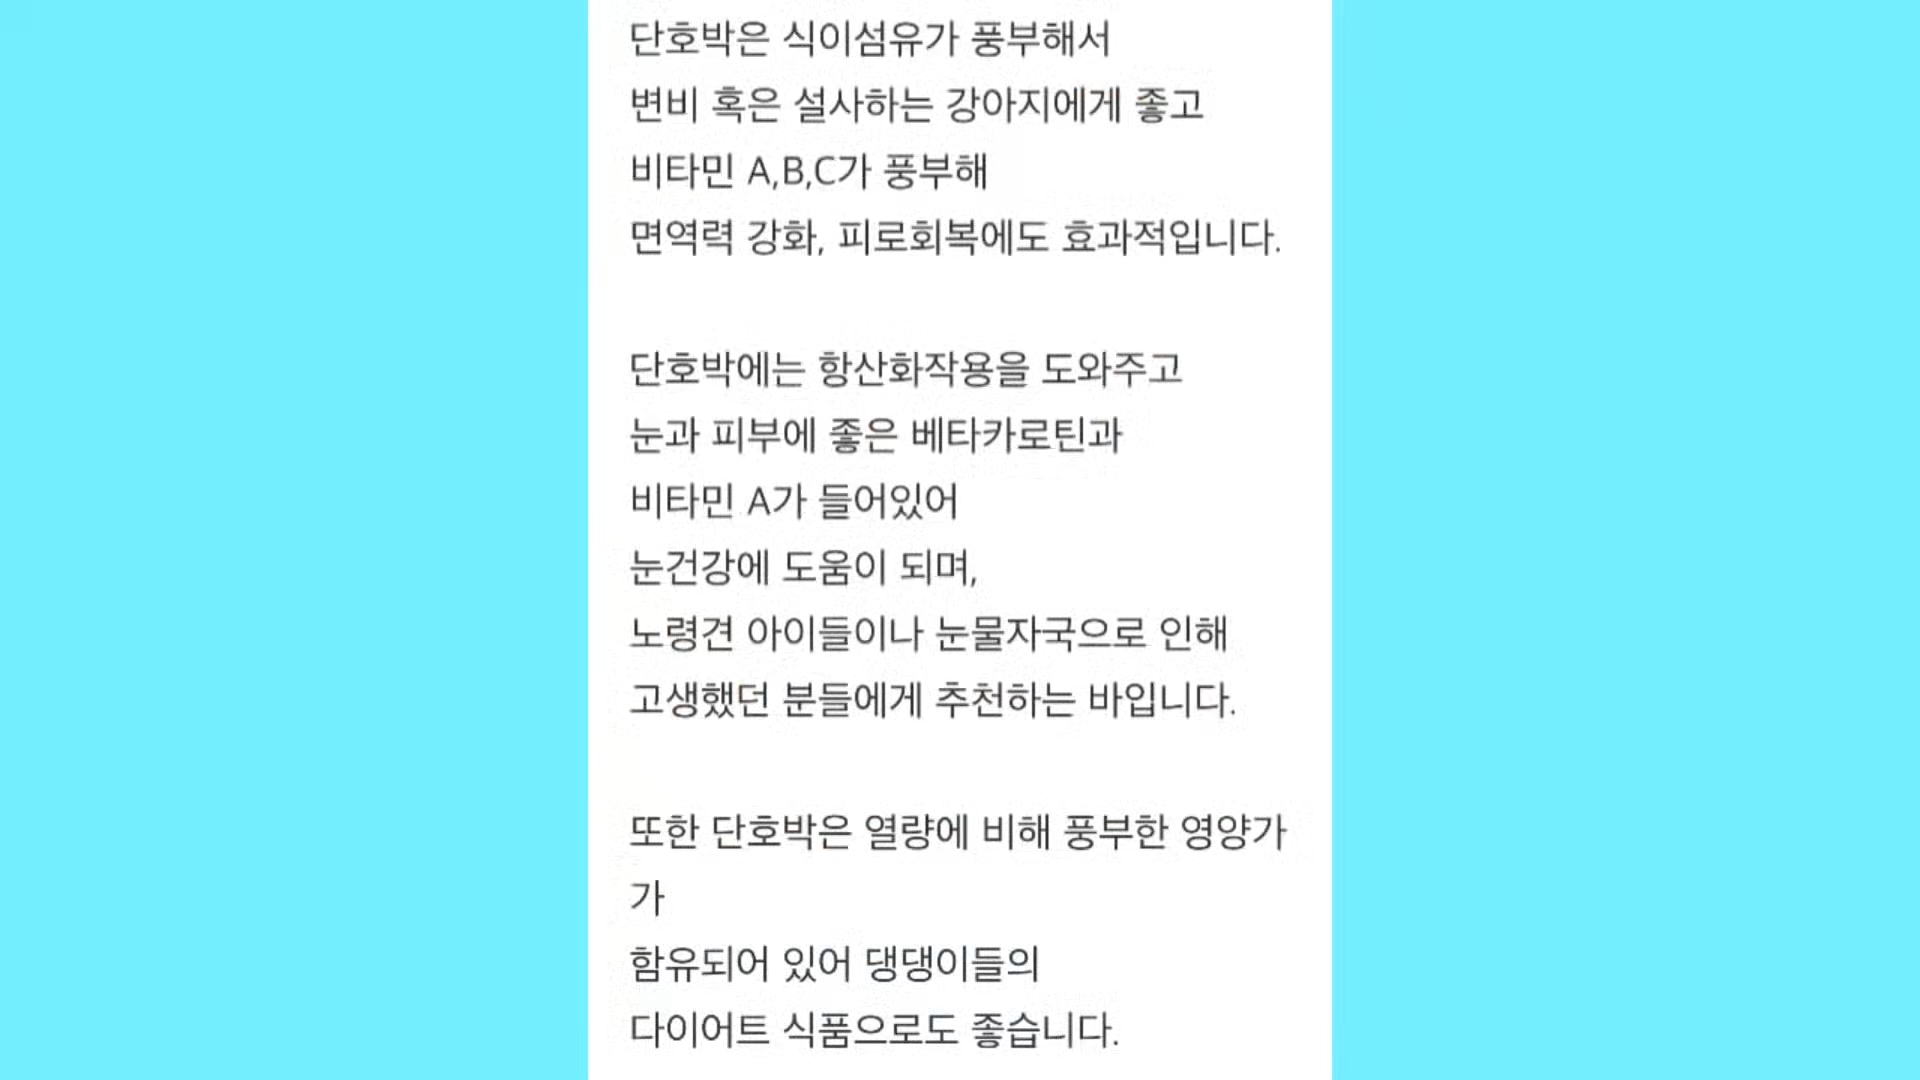 단호박은 식이섬유가 풍부해서
변비 혹은 설사하는 강아지에게 좋고
비타민 A,B,C가 풍부해
면역력 강화, 피로회복에도 효과적입니다.
단호박에는 항산화작용을 도와주고
눈과 피부에 좋은 베타카로틴과
비타민 A가 들어있어
눈건강에 도움이 되며,
노령견 아이들이나 눈물자국으로 인해
고생했던 분들에게 추천하는 바입니다.
또한 단호박은 열량에 비해 풍부한 영양가
가
함유되어 있어 댕댕이들의
다이어트 식품으로도 좋습니다.